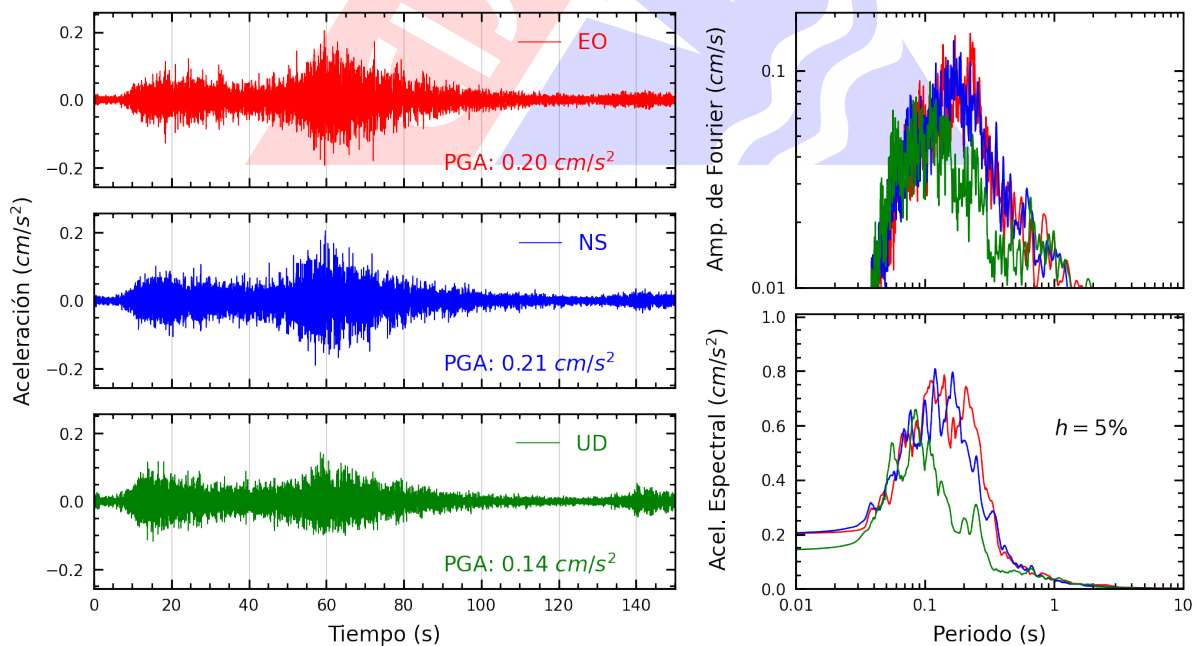 Aceleración (cm/s²)
0.2
0.0
−0.2
EO
PGA: 0.20 cm/s²
0.2
0.0
−0.2
NS
PGA: 0.21 cm/s²
0.2
0.0
−0.2
UD
PGA: 0.14 cm/s²
0 20 40 60 80 100 120 140
Tiempo (s)
Amp. de Fourier (cm/s)
0.1
0.01
Acel. Espectral (cm/s²)
1.0
0.8
0.6
0.4
0.2
0.0
h = 5%
0.01 0.1 1 10
Periodo (s)